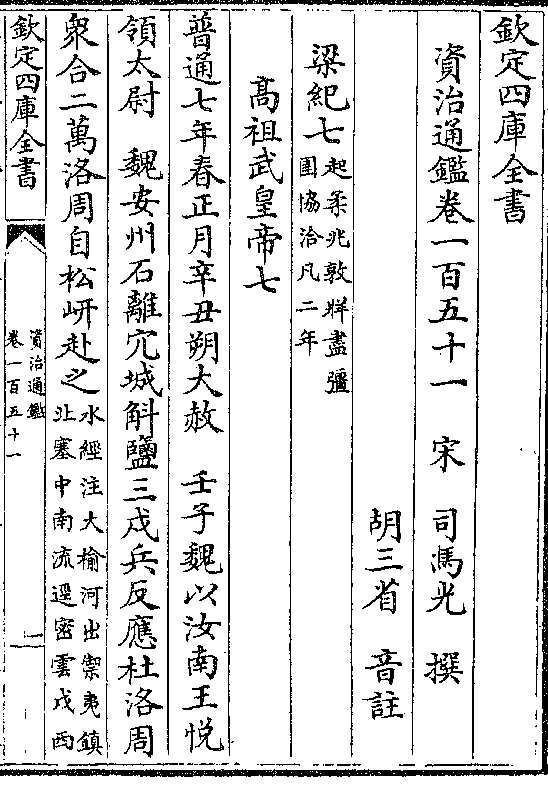 欽定四庫全書
資治通鑑卷一百五十一 宋 司馬光 撰
胡三省 音註
梁紀七起柔兆敦牂盡彊
圉協洽凡二年
高祖武皇帝七
普通七年春正月辛丑朔大赦 壬子魏以汝南王悦
領太尉 魏安州石離穴城斛鹽三戍兵反應杜洛周
衆合二萬洛周自松岍赴之水經注大榆河出禦夷鎮
北塞中南流逕密雲戍西
欽定四庫全書
資治通鑑
卷一百五十一
一